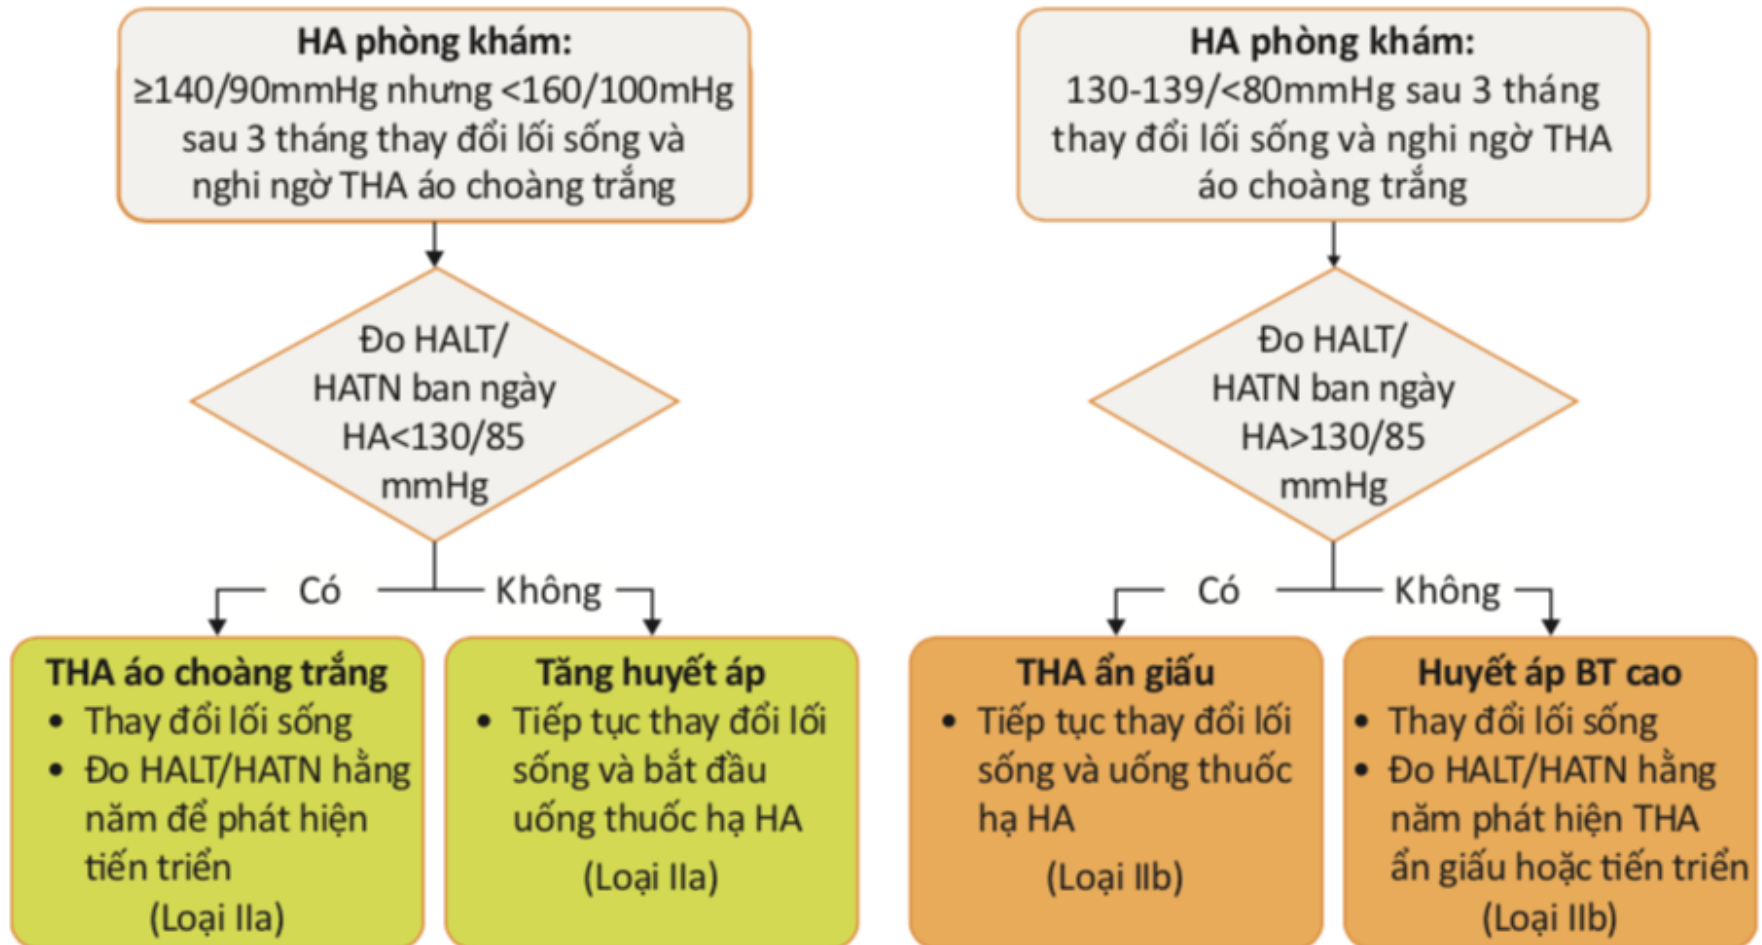 HA phòng khám:
≥140/90mmHg nhưng <160/100mHg
sau 3 tháng thay đổi lối sống và
nghi ngờ THA áo choàng trắng
Đo HALT/
HATN ban ngày
HA<130/85
mmHg
Có
Không
THA áo choàng trắng
• Thay đổi lối sống
• Đo HALT/HATN hằng
năm để phát hiện
tiến triển
(Loại IIa)
Tăng huyết áp
• Tiếp tục thay đổi lối
sống và bắt đầu
uống thuốc hạ HA
(Loại IIa)
HA phòng khám:
130-139/<80mmHg sau 3 tháng
thay đổi lối sống và nghi ngờ THA
áo choàng trắng
Đo HALT/
HATN ban ngày
HA>130/85
mmHg
Có
Không
THA ẩn giấu
• Tiếp tục thay đổi lối
sống và uống thuốc
hạ HA
(Loại IIb)
Huyết áp BT cao
• Thay đổi lối sống
• Đo HALT/HATN hằng
năm phát hiện THA
ẩn giấu hoặc tiến triển
(Loại IIb)